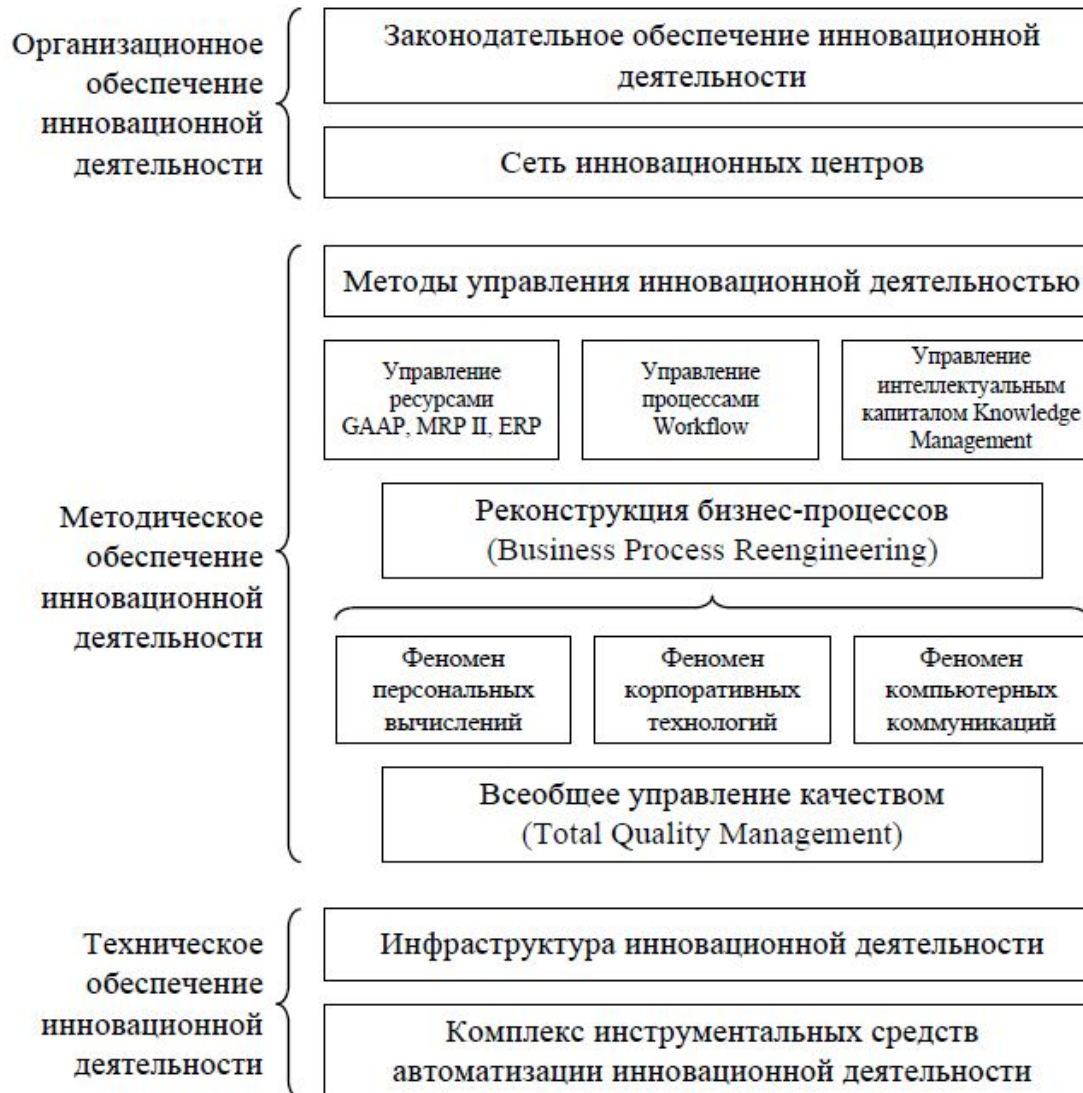 Организационное
обеспечение
инновационной
деятельности
Законодательное обеспечение инновационной
деятельности
Сеть инновационных центров
Методическое
обеспечение
инновационной
деятельности
Методы управления инновационной деятельностью
Управление
ресурсами
GAAP, MRP II, ERP
Управление
процессами
Workflow
Управление
интеллектуальным
капиталом Knowledge
Management
Реконструкция бизнес-процессов
(Business Process Reengineering)
Феномен
персональных
вычислений
Феномен
корпоративных
технологий
Феномен
компьютерных
коммуникаций
Всеобщее управление качеством
(Total Quality Management)
Техническое
обеспечение
инновационной
деятельности
Инфраструктура инновационной деятельности
Комплекс инструментальных средств
автоматизации инновационной деятельности